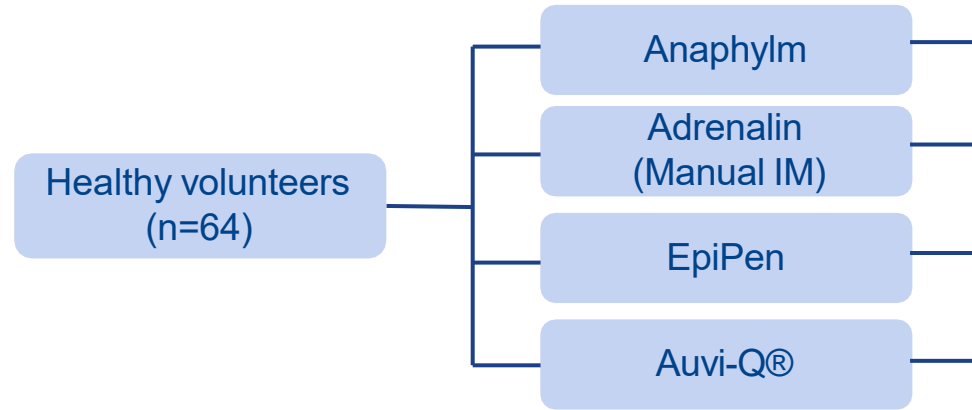 Anaphylm
Adrenalin
(Manual IM)
Healthy volunteers
(n=64)
EpiPen
Auvi-Q®